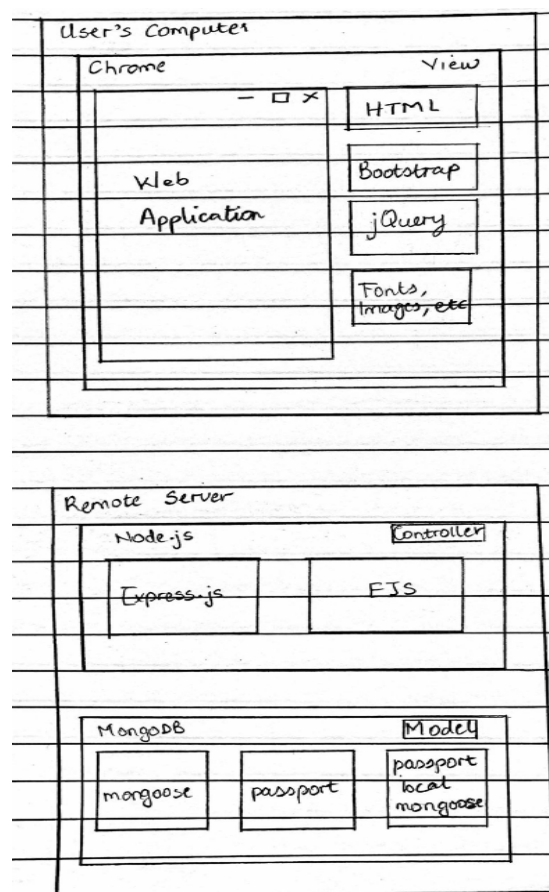 User's Computer
Chrome View
Web
Application
HTML
Bootstrap
jQuery
Fonts,
Images, etc
Remote Server
Node.js Controller
Express.js EJS
MongoDB Model
mongoose passport passport
local
mongoose